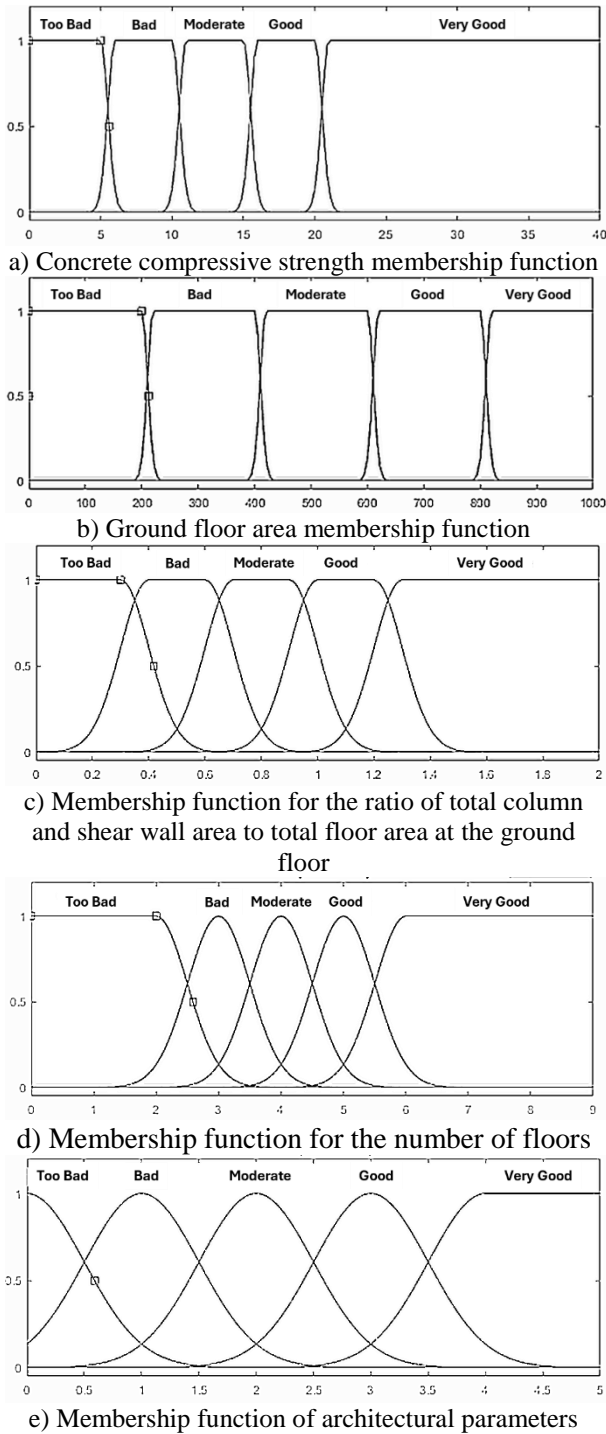 Too Bad Bad Moderate Good Very Good
1
0.5
0
0 5 10 15 20 25 30 35 40
a) Concrete compressive strength membership function
Too Bad Bad Moderate Good Very Good
1
0.5
0
0 100 200 300 400 500 600 700 800 900 1000
b) Ground floor area membership function
Too Bad Bad Moderate Good Very Good
1
0.5
0
0 0.2 0.4 0.6 0.8 1 1.2 1.4 1.6 1.8 2
c) Membership function for the ratio of total column
and shear wall area to total floor area at the ground
floor
Too Bad Bad Moderate Good Very Good
1
0.5
0
0 1 2 3 4 5 6 7 8 9
d) Membership function for the number of floors
Too Bad Bad Moderate Good Very Good
1
0.5
0
0 0.5 1 1.5 2 2.5 3 3.5 4 4.5 5
e) Membership function of architectural parameters